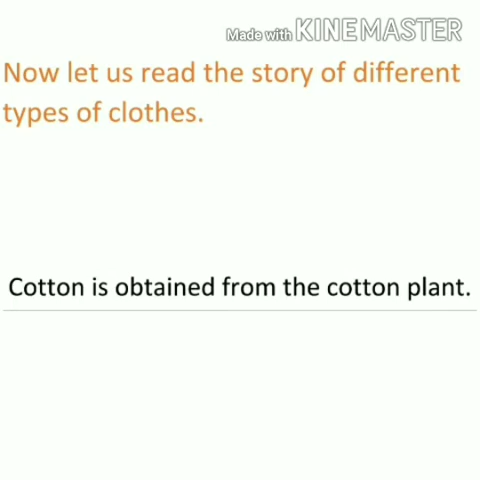 Made with KINEMASTER
Now let us read the story of different
types of clothes.
Cotton is obtained from the cotton plant.